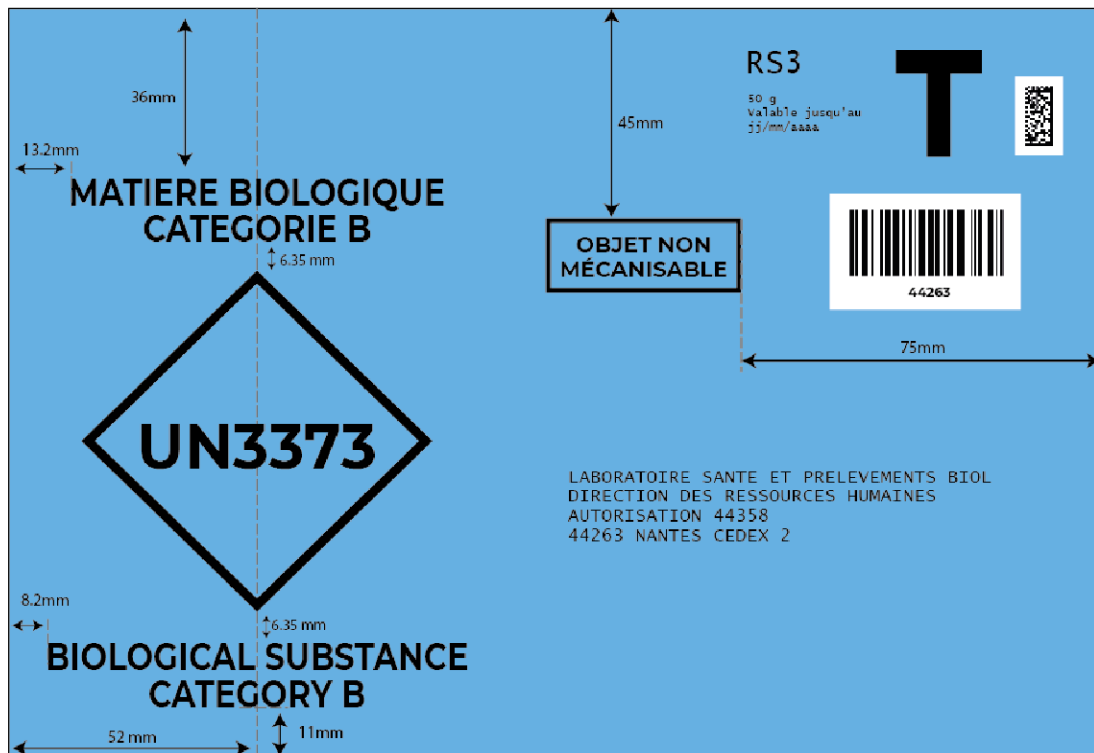 36mm
13.2mm
MATIERE BIOLOGIQUE
CATEGORIE B
6.35 mm
UN3373
8.2mm
6.35 mm
BIOLOGICAL SUBSTANCE
CATEGORY B
52 mm
11mm
45mm
RS3
50 g
Valable jusqu'au
jj/mm/aaaa
T
OBJET NON
MÉCANISABLE
44263
75mm
LABORATOIRE SANTE ET PRELEVEMENTS BIOL
DIRECTION DES RESSOURCES HUMAINES
AUTORISATION 44358
44263 NANTES CEDEX 2